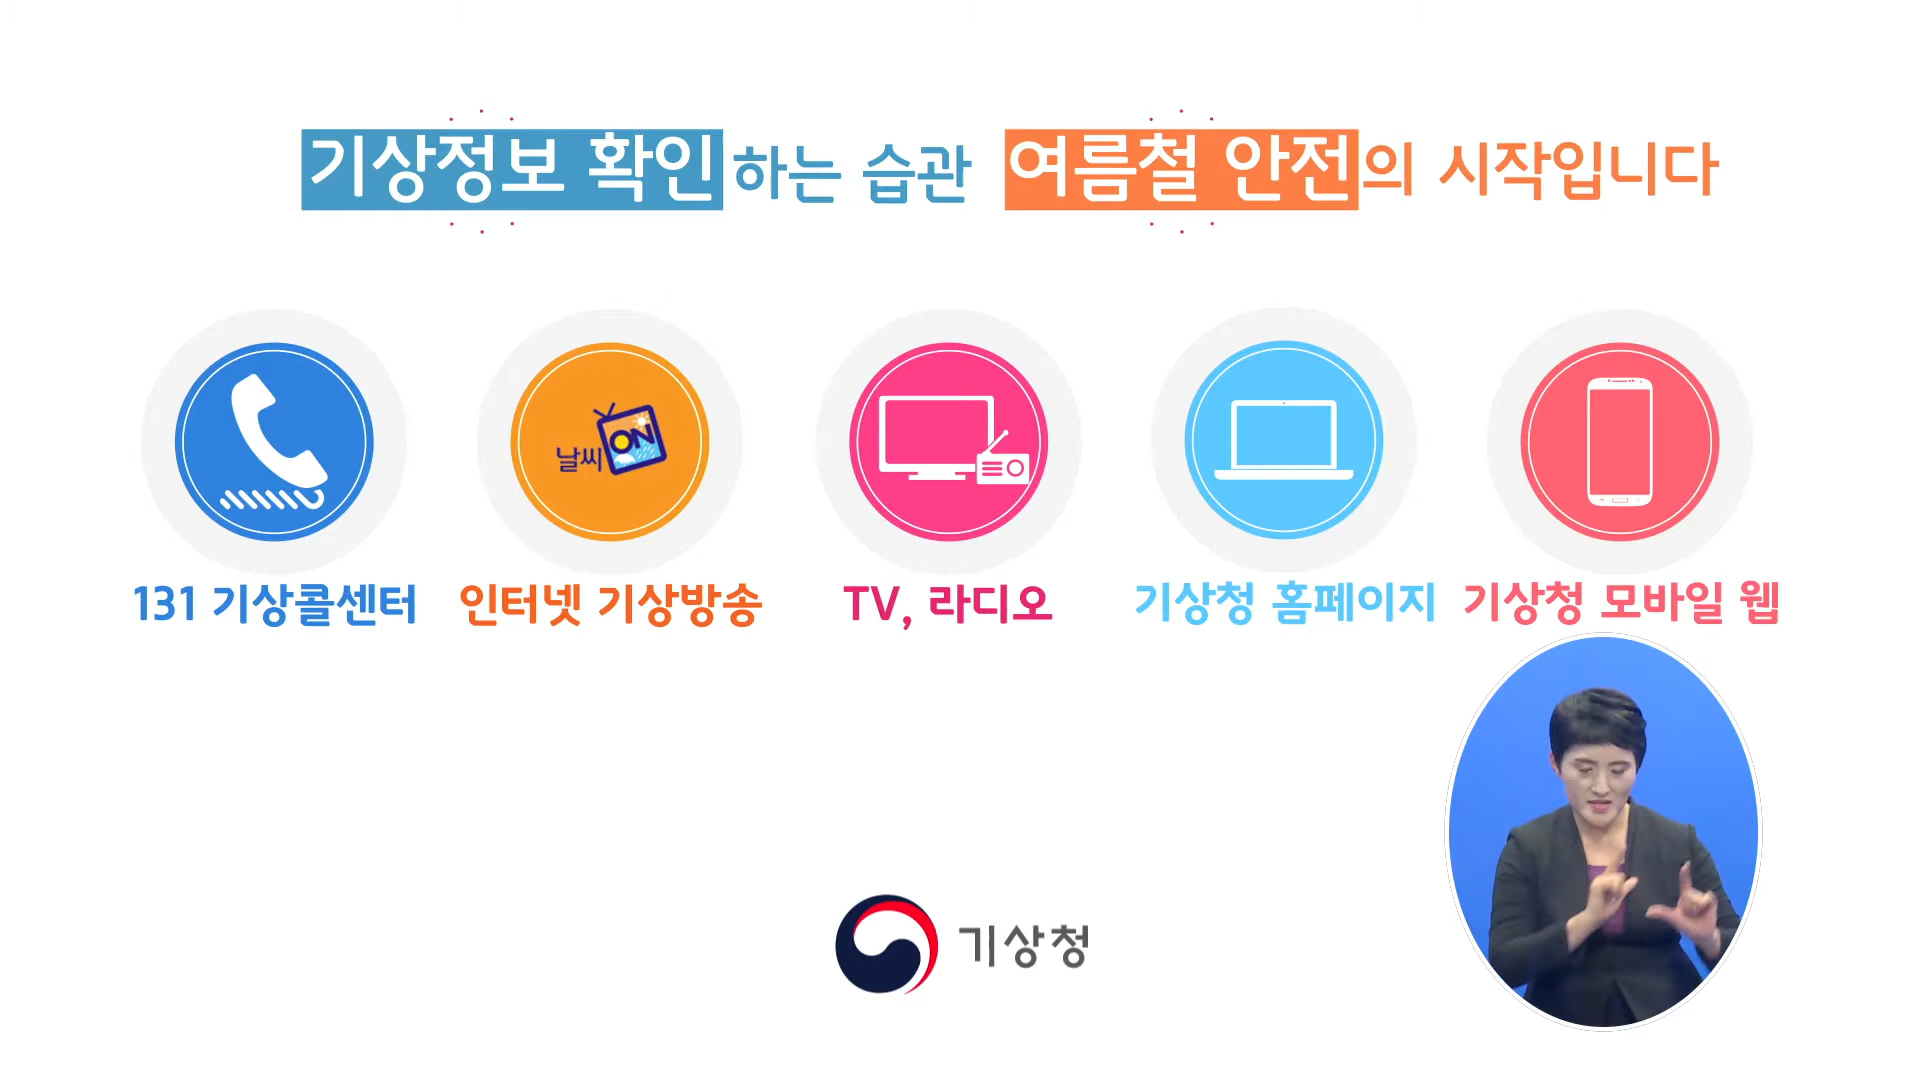 기상정보 확인하는 습관 여름철 안전의 시작입니다
날씨 ON
131 기상콜센터 인터넷 기상방송 TV, 라디오 기상청 홈페이지 기상청 모바일 웹
기상청